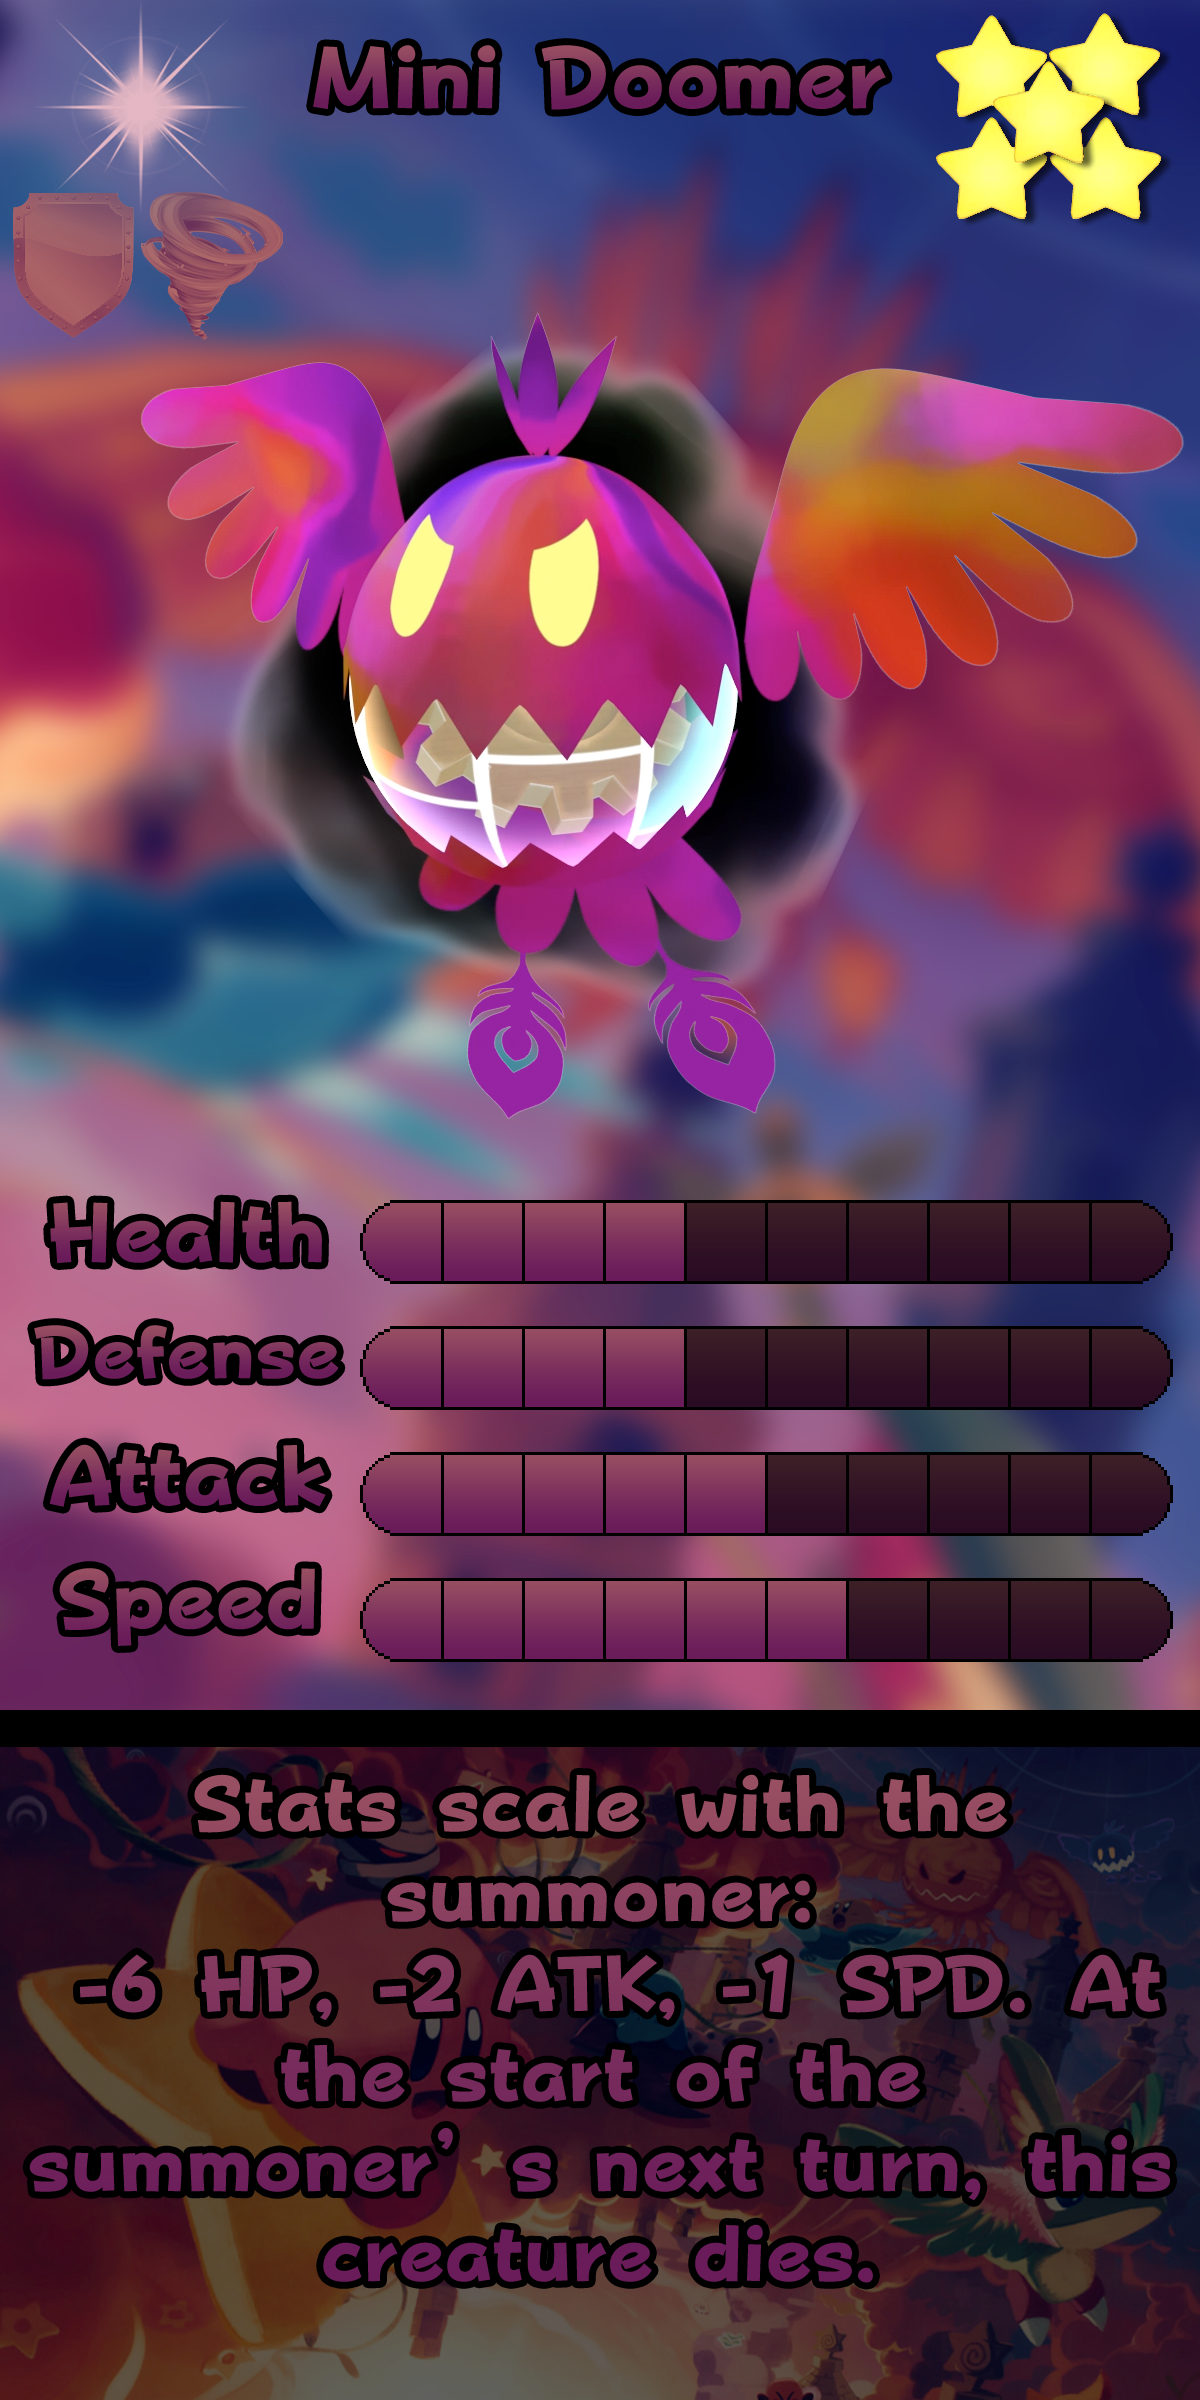 Mini Doomer
Health
Defense
Attack
Speed
Stats scale with the
summoner:
-6 HP, -2 ATK, -1 SPD. At
the start of the
summoner’ s next turn, this
creature dies.